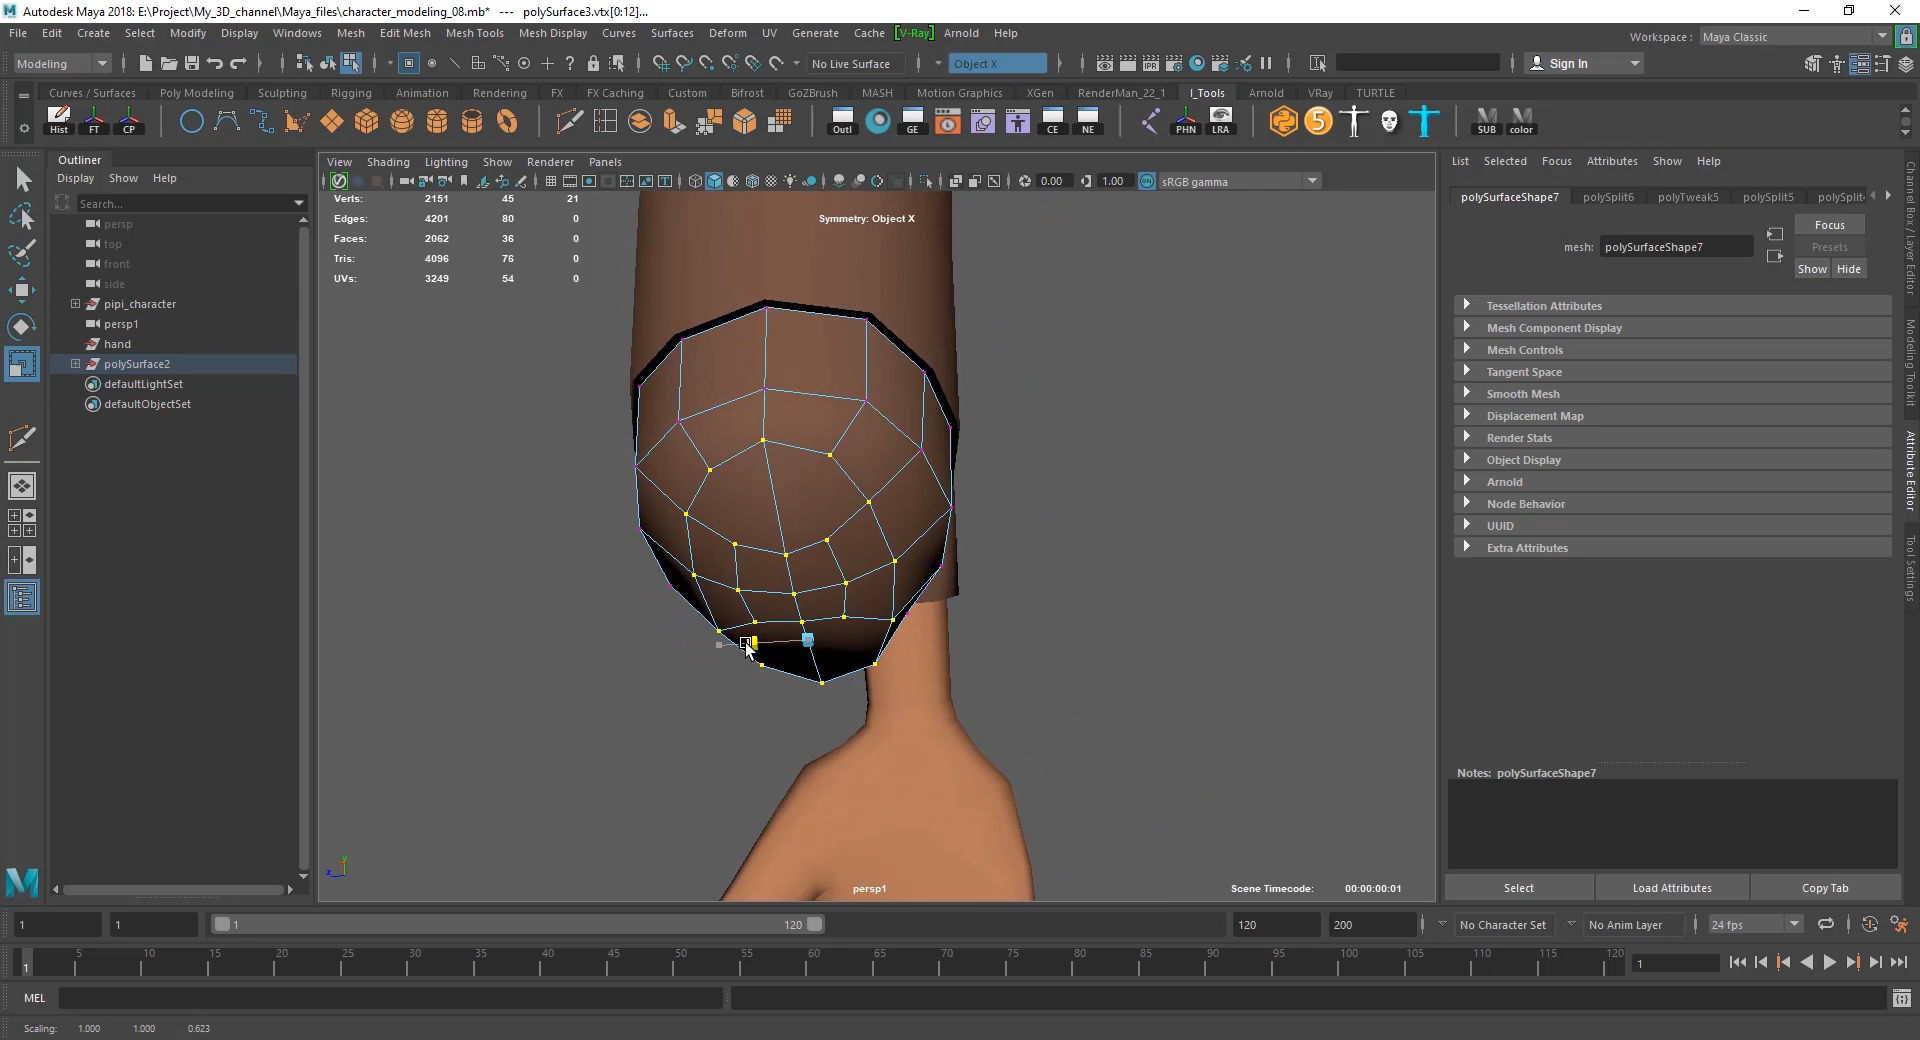 Autodesk Maya 2018: E:\Project\My_3D_channel\Maya_files\character_modeling_08.mb* --- polySurface3.vtx[0:12]...
File Edit Create Select Modify Display Windows Mesh Edit Mesh Mesh Tools Mesh Display Curves Surfaces Deform UV Generate Cache [V-Ray] Arnold Help
Workspace : Maya Classic
Modeling No Live Surface Object X Sign In
Curves / Surfaces Poly Modeling Sculpting Rigging Animation Rendering FX FX Caching Custom Bifrost GoZBrush MASH Motion Graphics XGen RenderMan_22_1 I_Tools Arnold VRay TURTLE
Hist FT CP Outl GE CE NE PHN LRA 5 SUB color
Outliner
Display Show Help
Search...
persp
top
front
side
pipi_character
persp1
hand
polySurface2
defaultLightSet
defaultObjectSet
View Shading Lighting Show Renderer Panels
0.00 1.00 sRGB gamma
Verts: 2151 45 21
Edges: 4201 80 0
Faces: 2062 36 0
Tris: 4096 76 0
UVs: 3249 54 0
Symmetry: Object X
persp1
Scene Timecode: 00:00:00:01
List Selected Focus Attributes Show Help
polySurfaceShape7 polySplit6 polyTweak5 polySplit5 polySplit
mesh: polySurfaceShape7
Focus
Presets
Show Hide
Tessellation Attributes
Mesh Component Display
Mesh Controls
Tangent Space
Smooth Mesh
Displacement Map
Render Stats
Object Display
Arnold
Node Behavior
UUID
Extra Attributes
Notes: polySurfaceShape7
Select Load Attributes Copy Tab
Channel Box / Layer Editor
Modeling Toolkit
Attribute Editor
Tool Settings
1 1 1 120 120 200 No Character Set No Anim Layer 24 fps
1 5 10 15 20 25 30 35 40 45 50 55 60 65 70 75 80 85 90 95 100 105 110 115 120 1
MEL
Scaling: 1.000 1.000 0.623